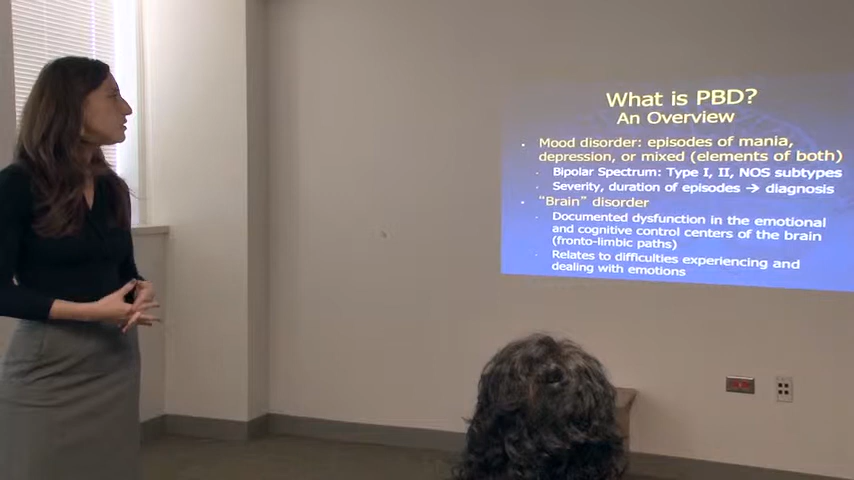 What is PBD?
An Overview
• Mood disorder: episodes of mania,
depression, or mixed (elements of both)
· Bipolar Spectrum: Type I, II, NOS subtypes
· Severity, duration of episodes → diagnosis
• “Brain” disorder
· Documented dysfunction in the emotional
and cognitive control centers of the brain
(fronto-limbic paths)
· Relates to difficulties experiencing and
dealing with emotions